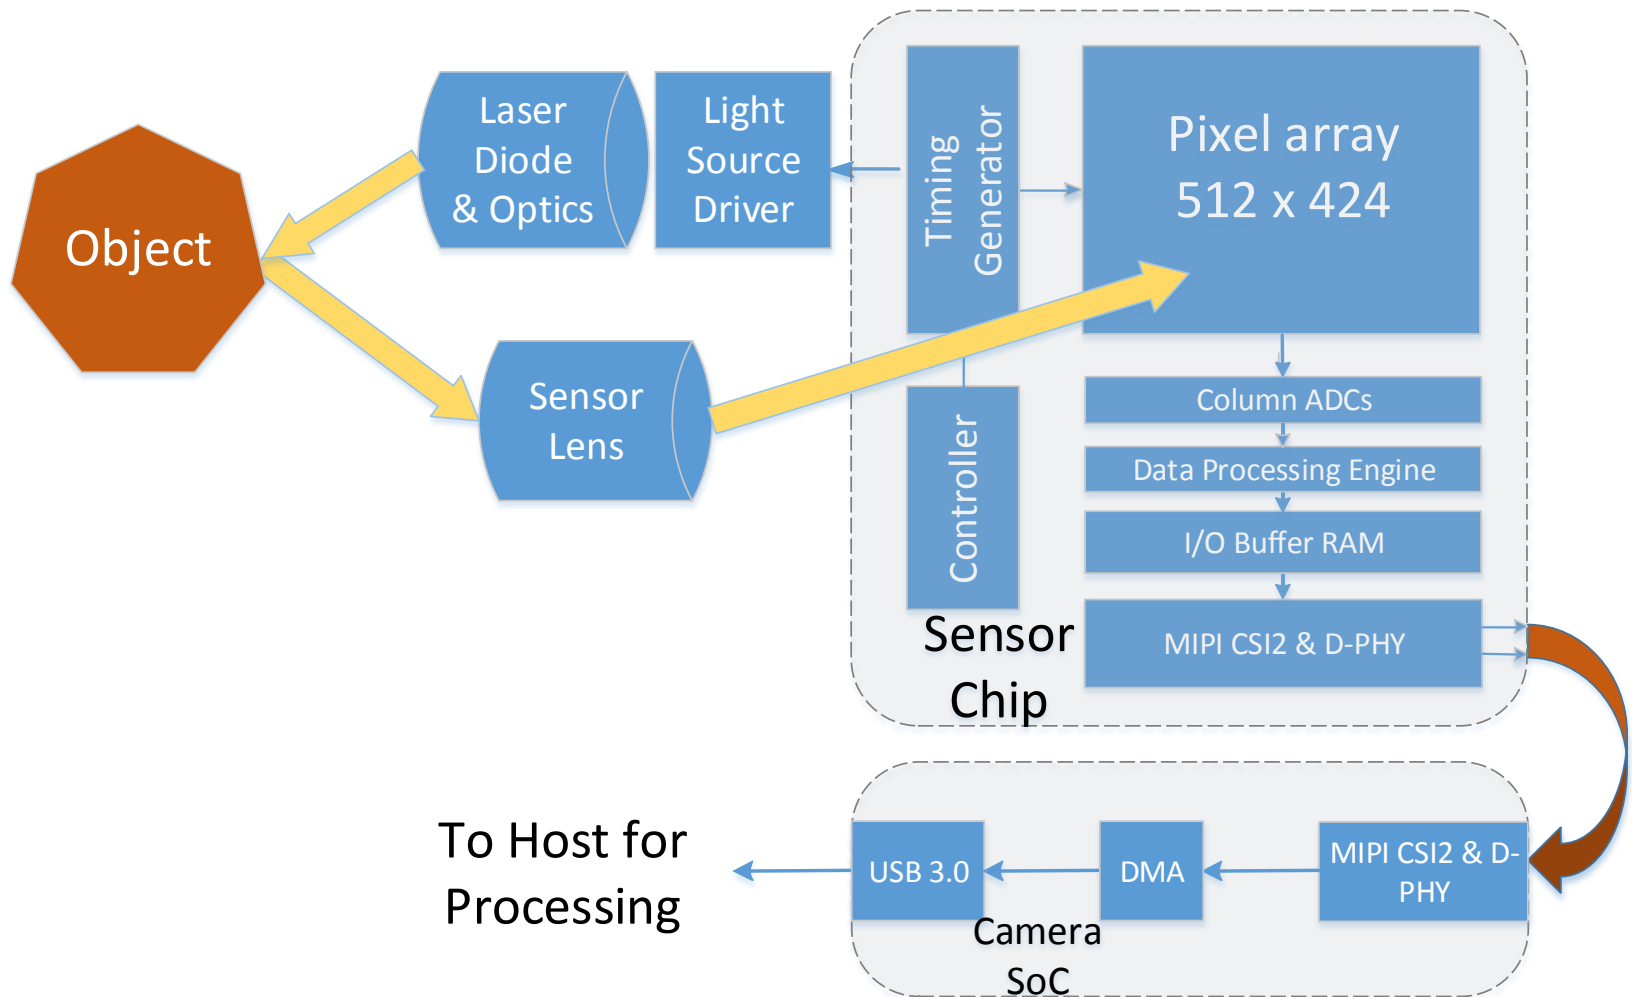 Object
Laser
Diode
& Optics
Light
Source
Driver
Timing
Generator
Pixel array
512 x 424
Sensor
Lens
Controller
Column ADCs
Data Processing Engine
I/O Buffer RAM
MIPI CSI2 & D-PHY
Sensor
Chip
To Host for
Processing
USB 3.0
DMA
MIPI CSI2 & D-
PHY
Camera
SoC